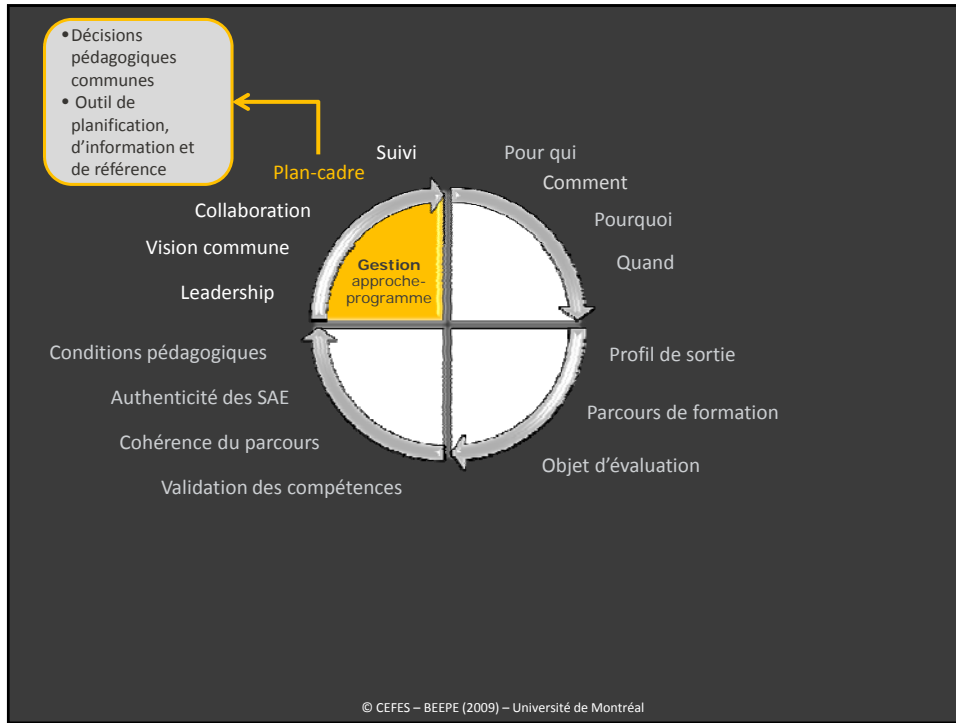 •Décisions
pédagogiques
communes
• Outil de
planification,
d'information et
de référence
Suivi
Plan-cadre
Collaboration
Vision commune
Leadership
Gestion
approche-
programme
Pour qui
Comment
Pourquoi
Quand
Profil de sortie
Parcours de formation
Objet d'évaluation
Conditions pédagogiques
Authenticité des SAE
Cohérence du parcours
Validation des compétences
© CEFES – BEEPE (2009) – Université de Montréal